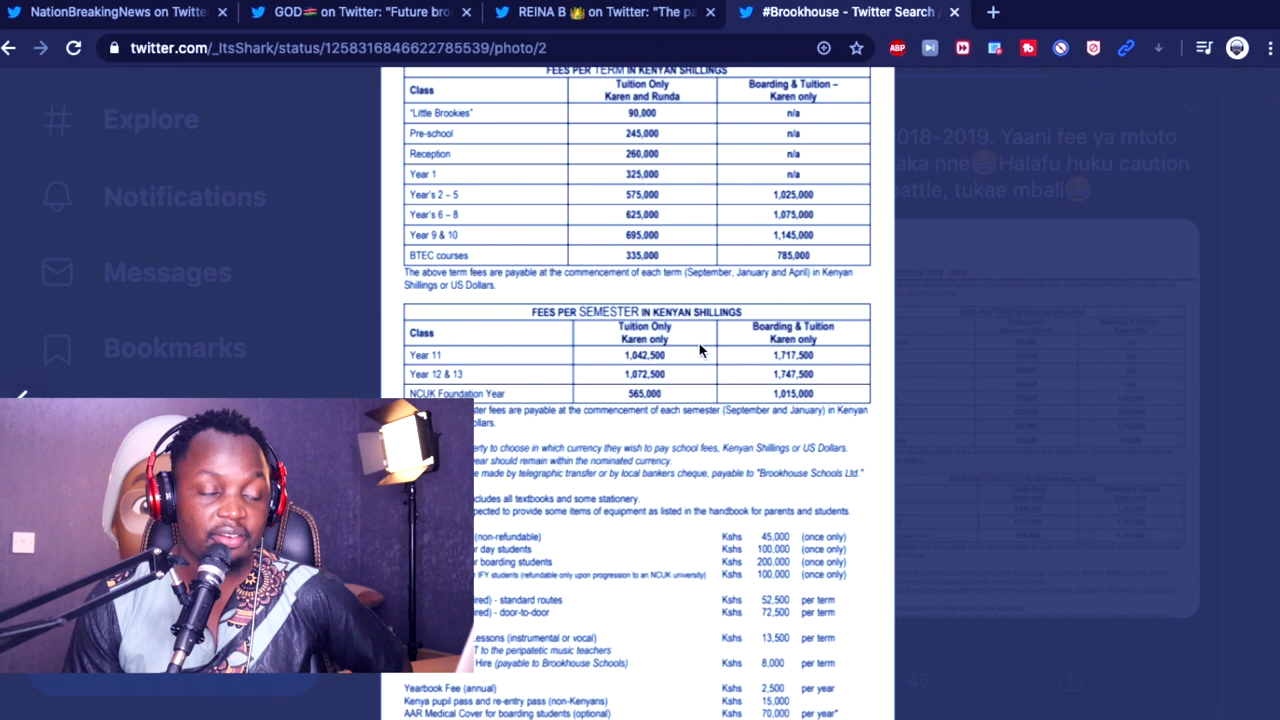 NationBreakingNews on Twitte
GOD on Twitter: "Future bro
REINA B on Twitter: "The pa
#Brookhouse - Twitter Search /
twitter.com/_ItsShark/status/1258316846622785539/photo/2
ABP
Explore
Notifications
Messages
Bookmarks
FEES PER TERM IN KENYAN SHILLINGS
Class Tuition Only Karen and Runda Boarding & Tuition – Karen only
"Little Brookies" 90,000 n/a
Pre-school 245,000 n/a
Reception 260,000 n/a
Year 1 325,000 n/a
Year's 2 – 5 575,000 1,025,000
Year's 6 – 8 625,000 1,075,000
Year 9 & 10 695,000 1,145,000
BTEC courses 335,000 785,000
The above term fees are payable at the commencement of each term (September, January and April) in Kenyan
Shillings or US Dollars.
FEES PER SEMESTER IN KENYAN SHILLINGS
Class Tuition Only Karen only Boarding & Tuition Karen only
Year 11 1,042,500 1,717,500
Year 12 & 13 1,072,500 1,747,500
NCUK Foundation Year 565,000 1,015,000
ster fees are payable at the commencement of each semester (September and January) in Kenyan
ollars.
erty to choose in which currency they wish to pay school fees, Kenyan Shillings or US Dollars.
year should remain within the nominated currency.
e made by telegraphic transfer or by local bankers cheque, payable to "Brookhouse Schools Ltd."
cludes all textbooks and some stationery.
pected to provide some items of equipment as listed in the handbook for parents and students.
(non-refundable) Kshs 45,000 (once only)
r day students Kshs 100,000 (once only)
r boarding students Kshs 200,000 (once only)
r IFY students (refundable only upon progression to an NCUK university) Kshs 100,000 (once only)
red) - standard routes Kshs 52,500 per term
red) - door-to-door Kshs 72,500 per term
essons (instrumental or vocal) Kshs 13,500 per term
T to the peripatetic music teachers
Hire (payable to Brookhouse Schools) Kshs 8,000 per term
Yearbook Fee (annual) Kshs 2,500 per year
Kenya pupil pass and re-entry pass (non-Kenyans) Kshs 15,000
AAR Medical Cover for boarding students (optional) Kshs 70,000 per year*
018-2019. Yaani fee ya mtoto
aka nne Halafu huku caution
battle, tukae mbali
45